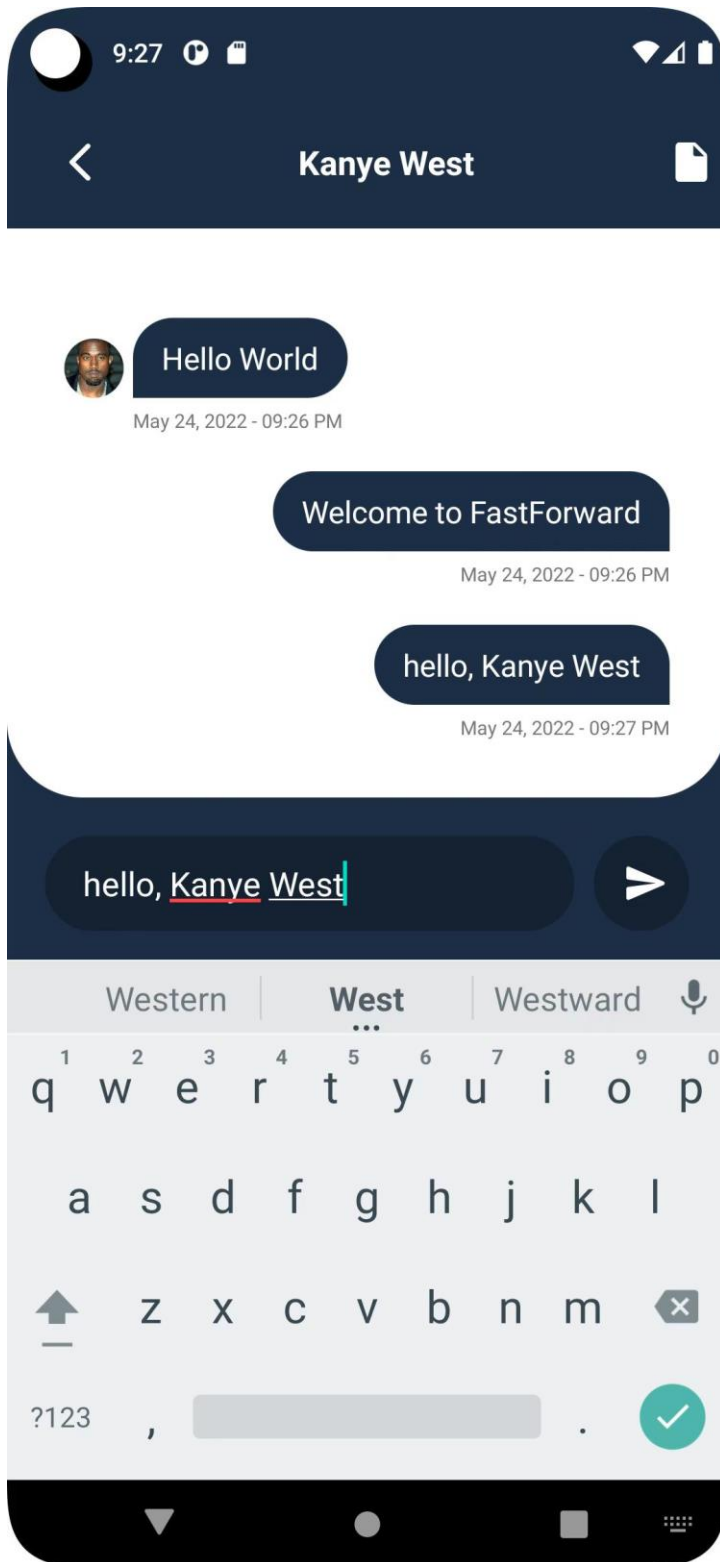 9:27
Kanye West
Hello World
May 24, 2022 - 09:26 PM
Welcome to FastForward
May 24, 2022 - 09:26 PM
hello, Kanye West
May 24, 2022 - 09:27 PM
hello, Kanye West
Western West Westward
1 2 3 4 5 6 7 8 9 0
q w e r t y u i o p
a s d f g h j k l
z x c v b n m
?123 , .